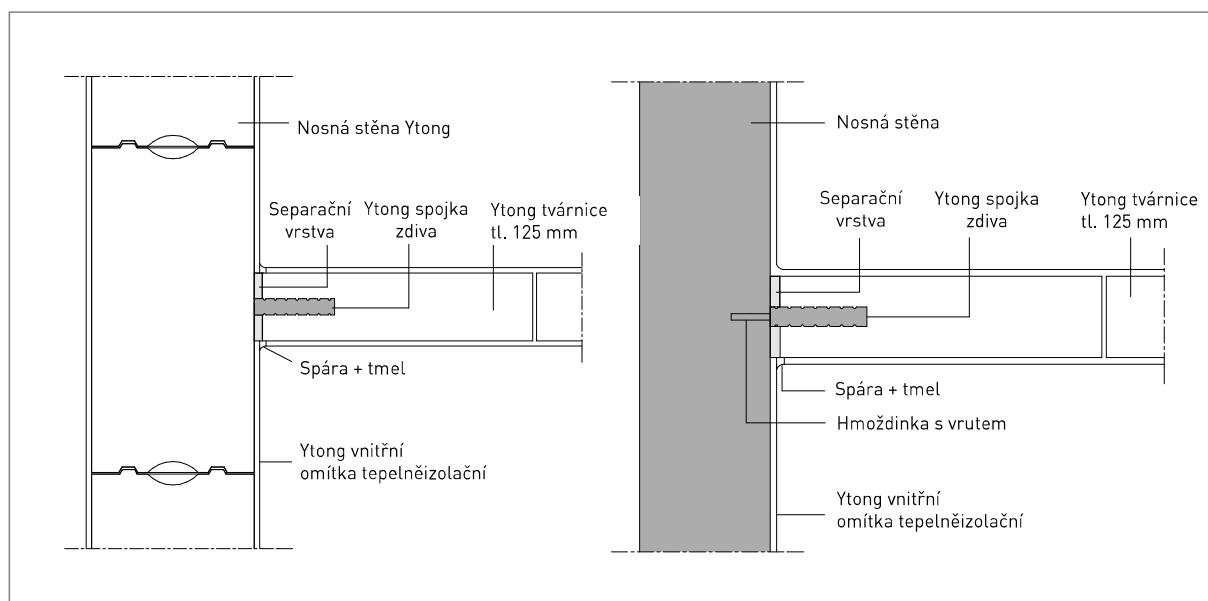 Nosná stěna Ytong
Separační
vrstva
Ytong spojka
zdiva
Ytong tvárnice
tl. 125 mm
Spára + tmel
Ytong vnitřní
omítka tepelněizolační
Nosná stěna
Separační
vrstva
Ytong spojka
zdiva
Ytong tvárnice
tl. 125 mm
Spára + tmel
Hmoždinka s vrutem
Ytong vnitřní
omítka tepelněizolační